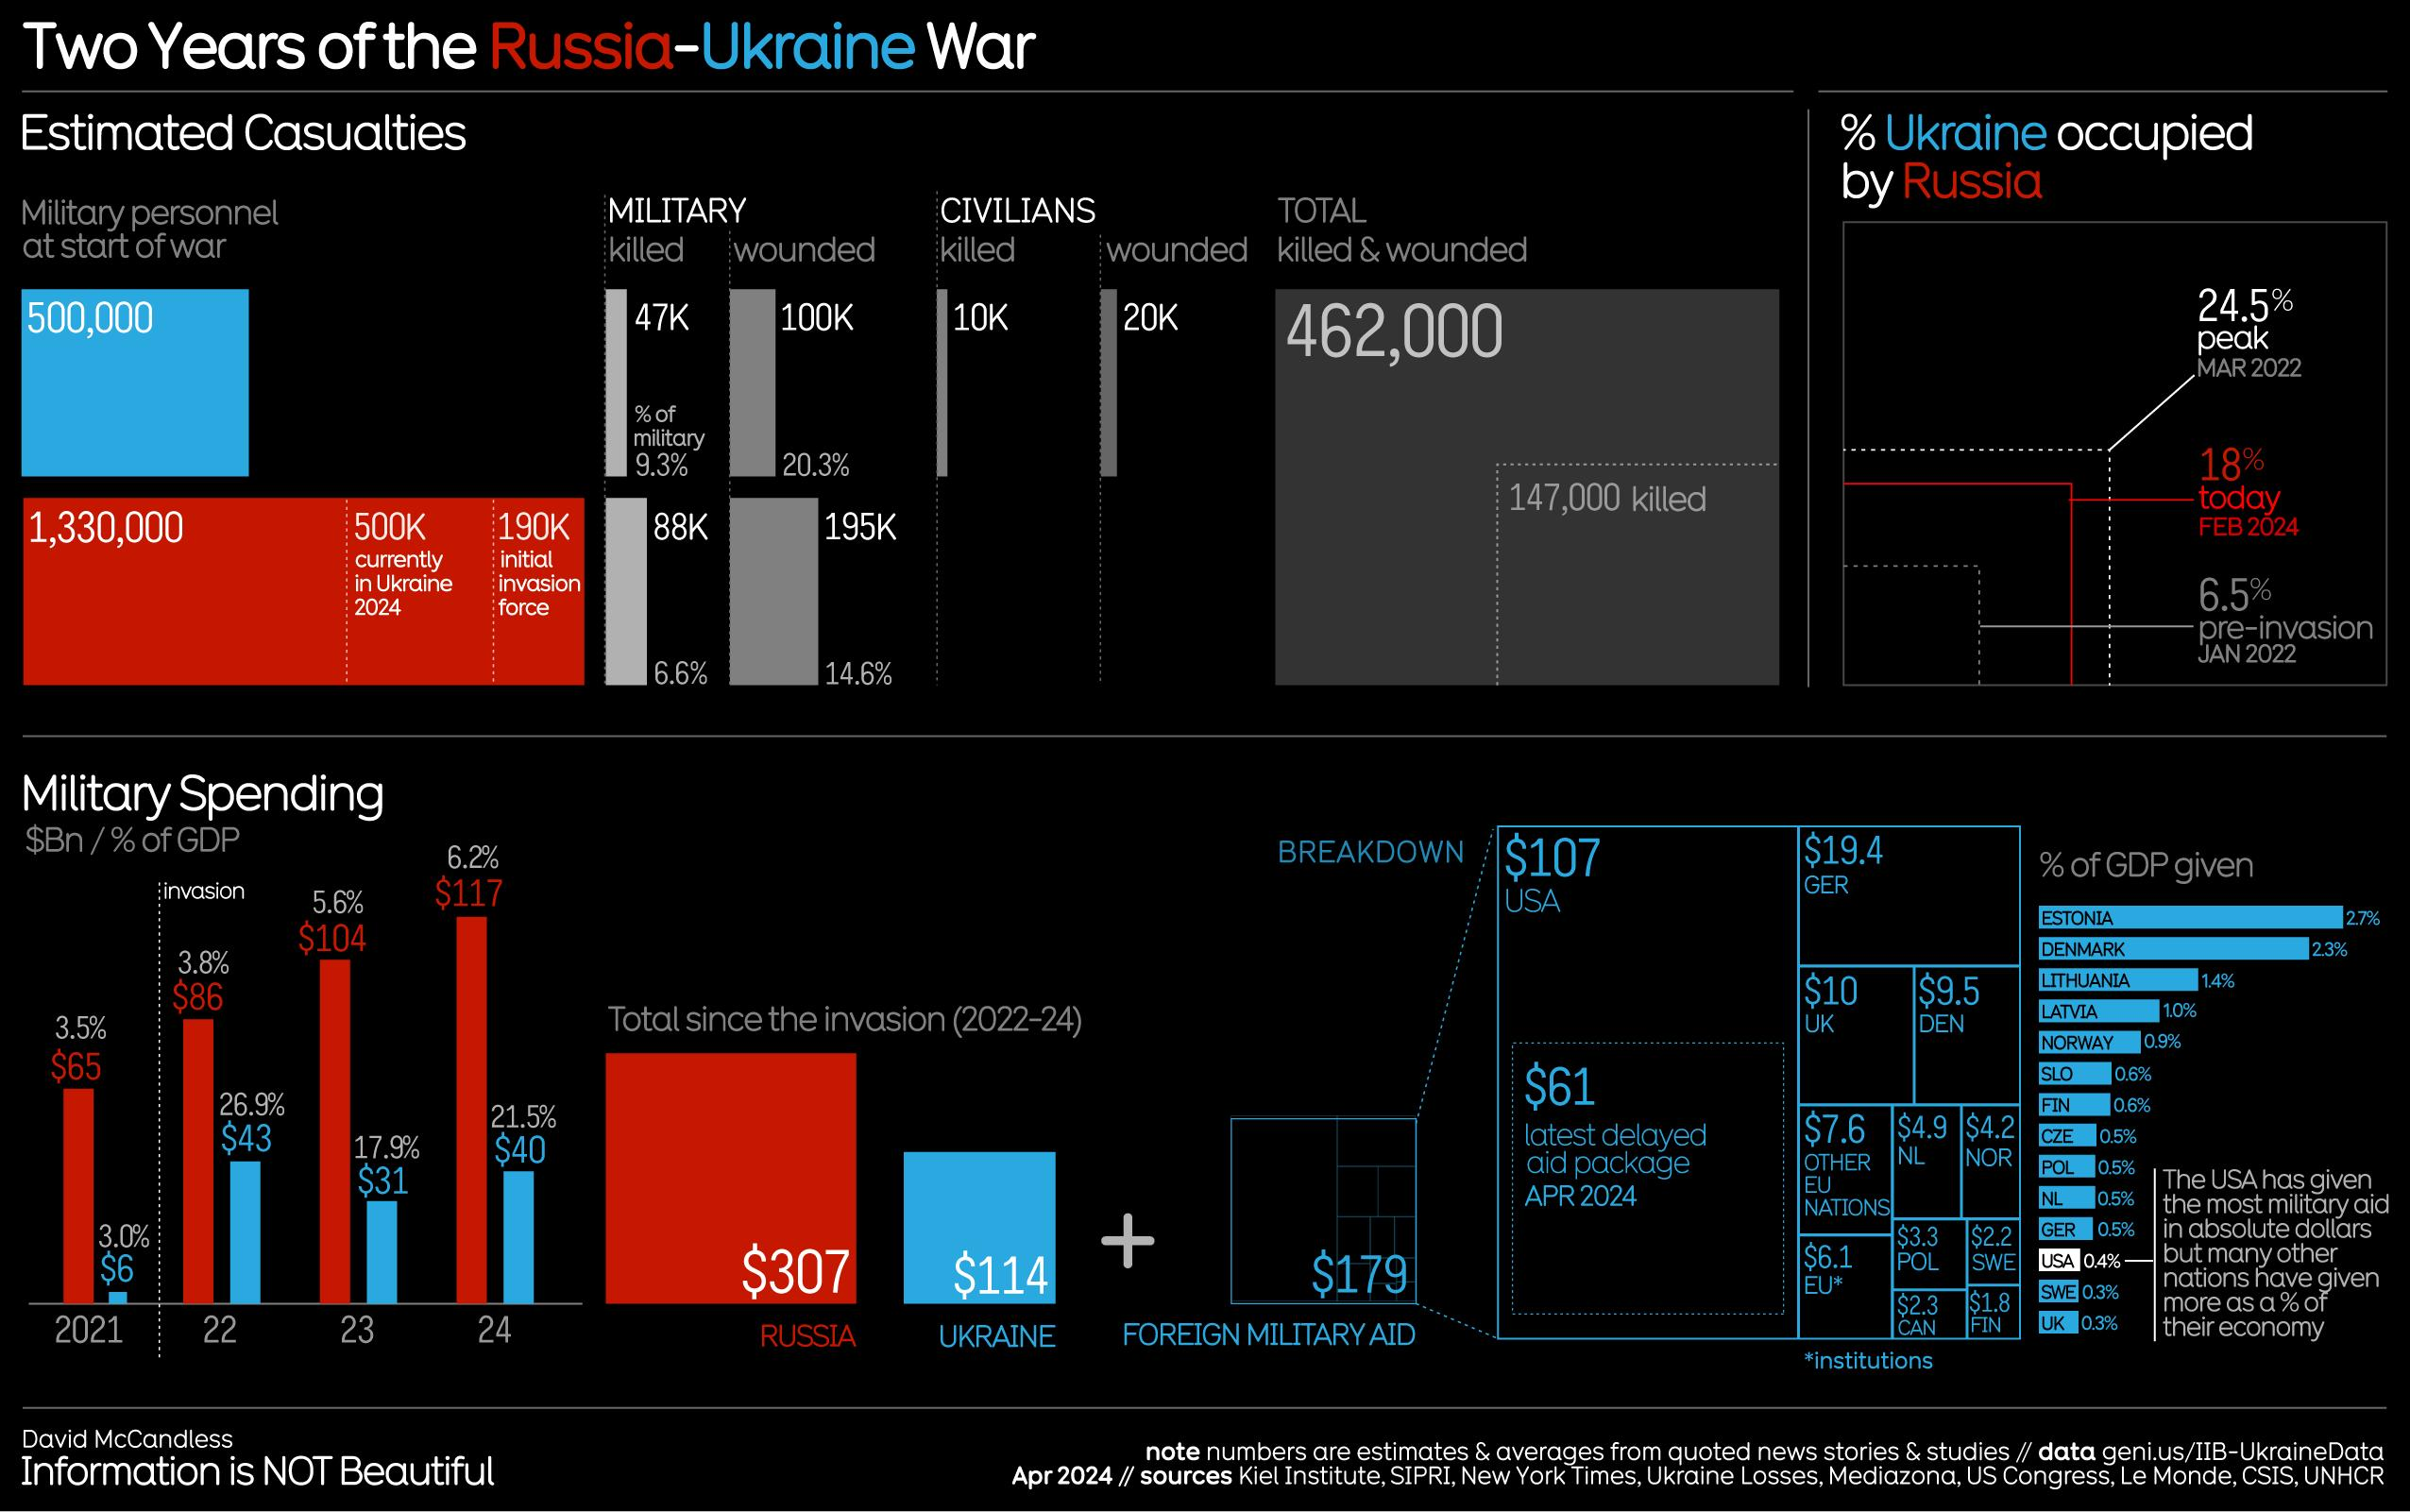 Two Years of the Russia-Ukraine War
Estimated Casualties
Military personnel
at start of war
MILITARY
killed
wounded
CIVILIANS
killed
wounded
TOTAL
killed & wounded
500,000
47K
% of
military
9.3%
100K
20.3%
10K
20K
462,000
147,000 killed
1,330,000
500K
currently
in Ukraine
2024
190K
initial
invasion
force
88K
6.6%
195K
14.6%
% Ukraine occupied
by Russia
24.5%
peak
MAR 2022
18%
today
FEB 2024
6.5%
pre-invasion
JAN 2022
Military Spending
$Bn / % of GDP
invasion
3.5%
$65
3.0%
$6
3.8%
$86
26.9%
$43
5.6%
$104
17.9%
$31
6.2%
$117
21.5%
$40
2021
22
23
24
Total since the invasion (2022-24)
$307
RUSSIA
$114
UKRAINE
+
$179
FOREIGN MILITARY AID
BREAKDOWN
$107
USA
$61
latest delayed
aid package
APR 2024
$19.4
GER
$10
UK
$9.5
DEN
$7.6
OTHER
EU
NATIONS
$4.9
NL
$4.2
NOR
$6.1
EU*
$3.3
POL
$2.2
SWE
$2.3
CAN
$1.8
FIN
*institutions
% of GDP given
ESTONIA 2.7%
DENMARK 2.3%
LITHUANIA 1.4%
LATVIA 1.0%
NORWAY 0.9%
SLO 0.6%
FIN 0.6%
CZE 0.5%
POL 0.5%
NL 0.5%
GER 0.5%
USA 0.4%
SWE 0.3%
UK 0.3%
The USA has given
the most military aid
in absolute dollars
but many other
nations have given
more as a % of
their economy
David McCandless
Information is NOT Beautiful
note numbers are estimates & averages from quoted news stories & studies // data geni.us/IIB-UkraineData
Apr 2024 // sources Kiel Institute, SIPRI, New York Times, Ukraine Losses, Mediazona, US Congress, Le Monde, CSIS, UNHCR